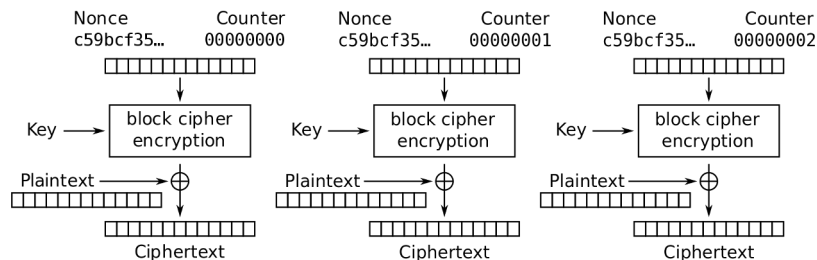 Nonce Counter
c59bcf35… 00000000
Key
block cipher
encryption
Plaintext
Ciphertext
Nonce Counter
c59bcf35… 00000001
Key
block cipher
encryption
Plaintext
Ciphertext
Nonce Counter
c59bcf35… 00000002
Key
block cipher
encryption
Plaintext
Ciphertext